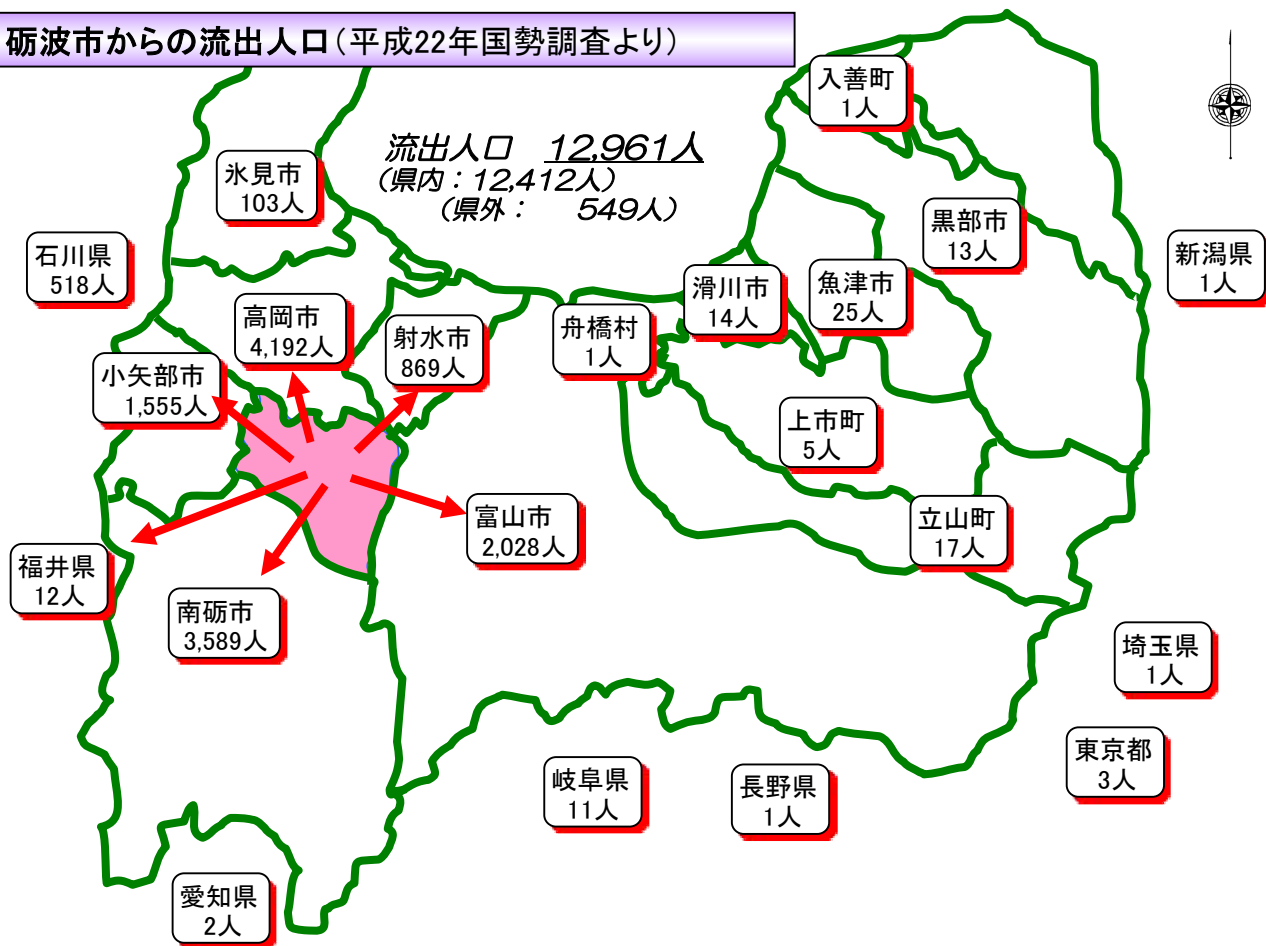 砺波市からの流出人口(平成22年国勢調査より)
入善町
1人
流出人口 12,961人
(県内:12,412人)
(県外: 549人)
氷見市
103人
黒部市
13人
石川県
518人
新潟県
1人
滑川市
14人
魚津市
25人
高岡市
4,192人
射水市
869人
舟橋村
1人
小矢部市
1,555人
上市町
5人
富山市
2,028人
立山町
17人
福井県
12人
南砺市
3,589人
埼玉県
1人
東京都
3人
岐阜県
11人
長野県
1人
愛知県
2人